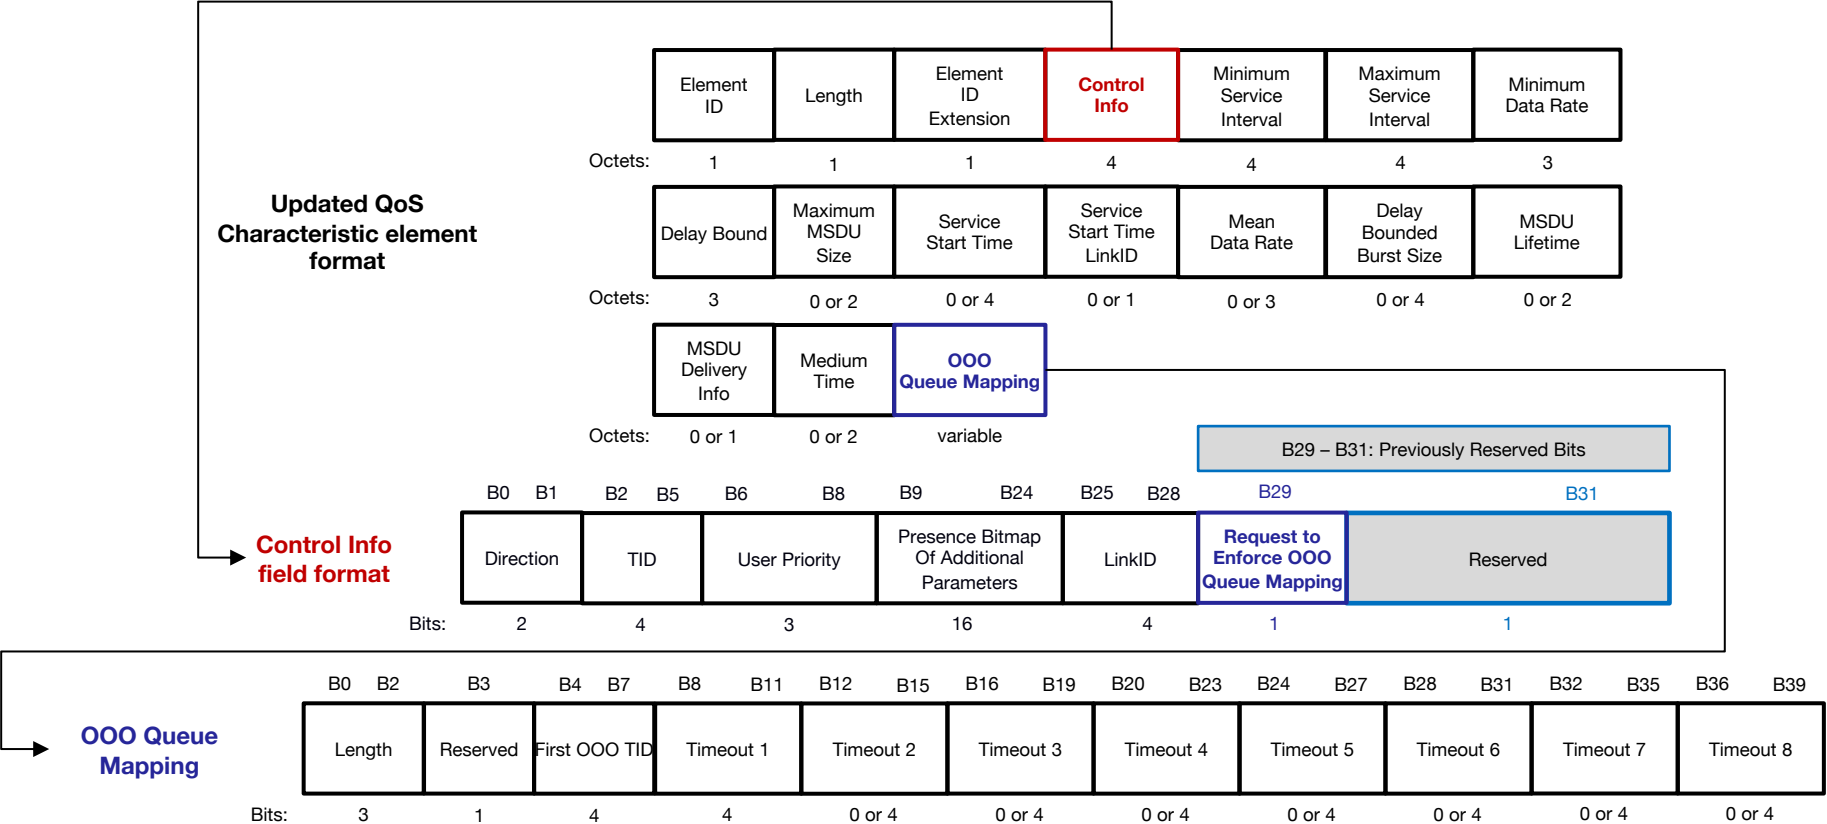 Element
ID
Length
Element
ID
Extension
Control
Info
Minimum
Service
Interval
Maximum
Service
Interval
Minimum
Data Rate
Octets: 1 1 1 4 4 4 3
Updated QoS
Characteristic element
format
Delay Bound
Maximum
MSDU
Size
Service
Start Time
Service
Start Time
LinkID
Mean
Data Rate
Delay
Bounded
Burst Size
MSDU
Lifetime
Octets: 3 0 or 2 0 or 4 0 or 1 0 or 3 0 or 4 0 or 2
MSDU
Delivery
Info
Medium
Time
OOO
Queue Mapping
Octets: 0 or 1 0 or 2 variable
B29 – B31: Previously Reserved Bits
B0 B1 B2 B5 B6 B8 B9 B24 B25 B28 B29 B31
Control Info
field format
Direction
TID
User Priority
Presence Bitmap
Of Additional
Parameters
LinkID
Request to
Enforce OOO
Queue Mapping
Reserved
Bits: 2 4 3 16 4 1 1
B0 B2 B3 B4 B7 B8 B11 B12 B15 B16 B19 B20 B23 B24 B27 B28 B31 B32 B35 B36 B39
OOO Queue
Mapping
Length
Reserved
First OOO TID
Timeout 1
Timeout 2
Timeout 3
Timeout 4
Timeout 5
Timeout 6
Timeout 7
Timeout 8
Bits: 3 1 4 4 0 or 4 0 or 4 0 or 4 0 or 4 0 or 4 0 or 4 0 or 4